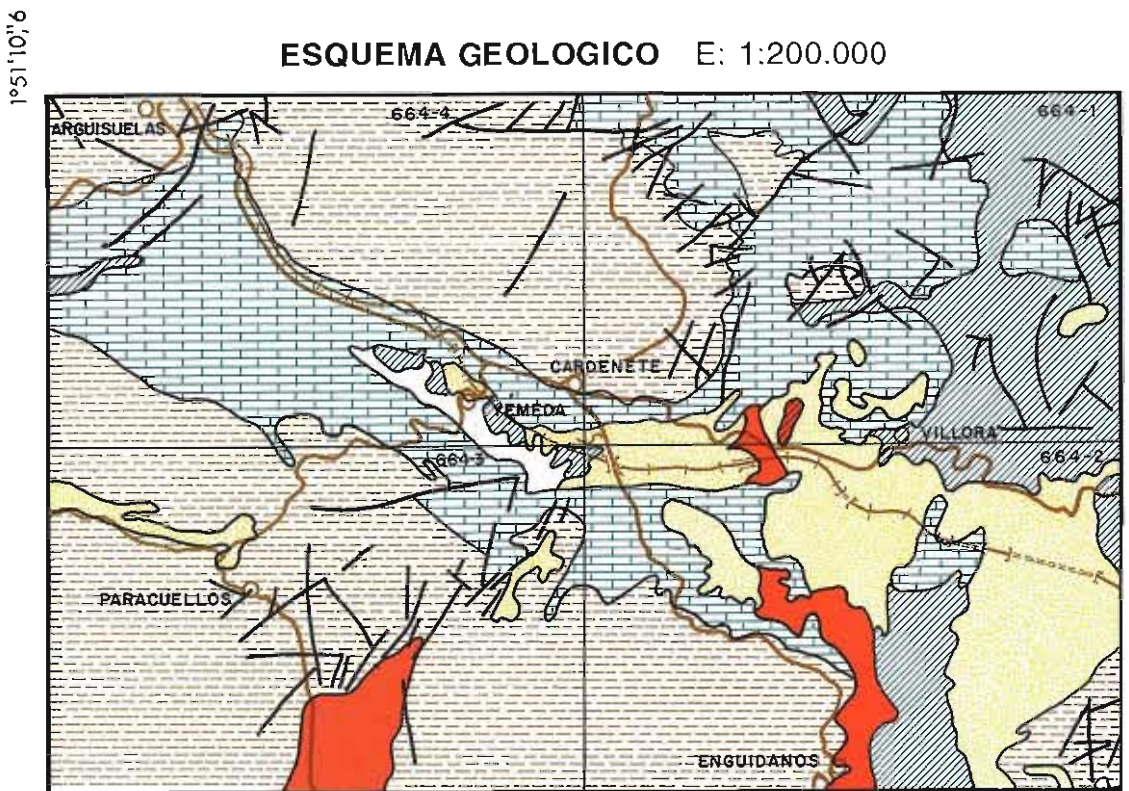 1°51'10,"6
ESQUEMA GEOLOGICO E: 1:200.000
664-4
664-1
ARGUISUELAS
CARDENETE
YEMEDA
VILLORA
664-3
664-2
PARACUELLOS
ENGUIDANOS